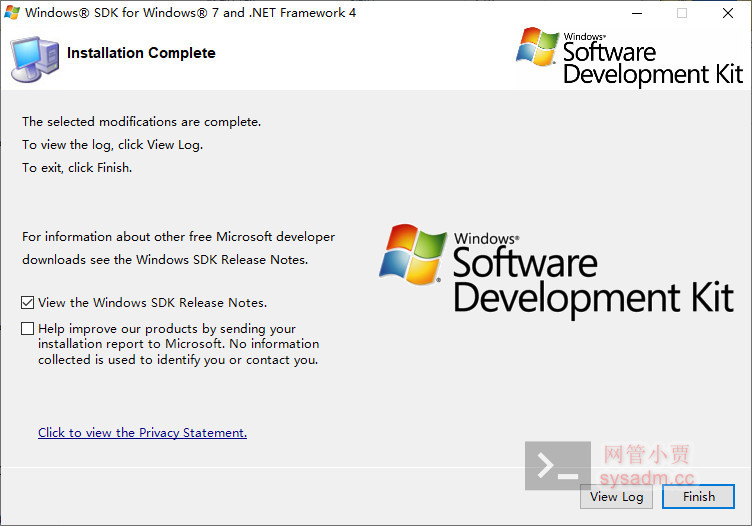 Windows® SDK for Windows® 7 and .NET Framework 4
Installation Complete
Windows®
Software
Development Kit
The selected modifications are complete.
To view the log, click View Log.
To exit, click Finish.
For information about other free Microsoft developer
downloads see the Windows SDK Release Notes.
Windows®
Software
Development Kit
View the Windows SDK Release Notes.
Help improve our products by sending your
installation report to Microsoft. No information
collected is used to identify you or contact you.
Click to view the Privacy Statement.
网管小贾
sysadm.cc
View Log
Finish